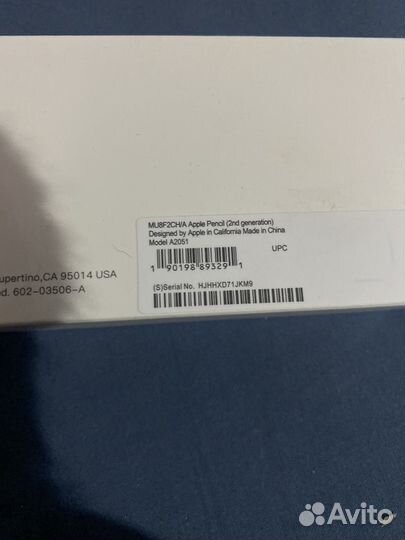 MU8F2CH/A Apple Pencil (2nd generation)
Designed by Apple in California Made in China
Model A2051
UPC
1 90198 89329 1
(S)Serial No. HJHHXD71JKM9
CA 95014 USA
602-03506-A
Avito